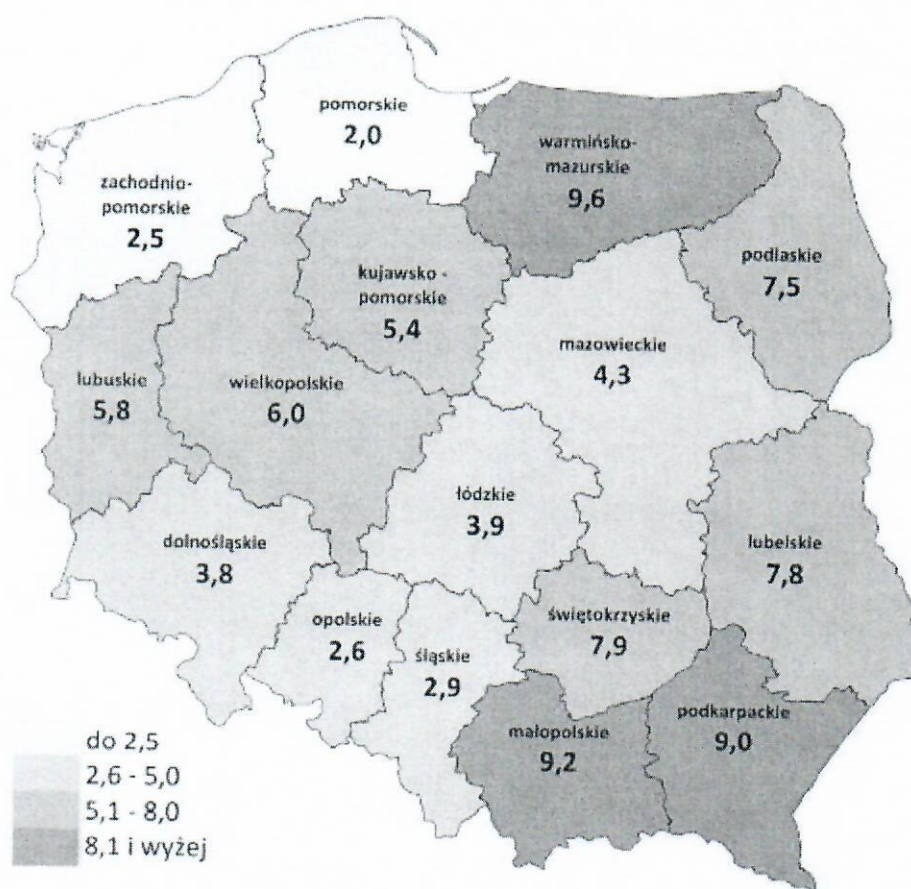 pomorskie
2,0
warmińsko-
mazurskie
9,6
zachodnio-
pomorskie
2,5
podlaskie
7,5
kujawsko -
pomorskie
5,4
mazowieckie
4,3
lubuskie
5,8
wielkopolskie
6,0
łódzkie
3,9
dolnośląskie
3,8
lubelskie
7,8
opolskie
2,6
świętokrzyskie
7,9
śląskie
2,9
podkarpackie
9,0
małopolskie
9,2
do 2,5
2,6 - 5,0
5,1 - 8,0
8,1 i wyżej